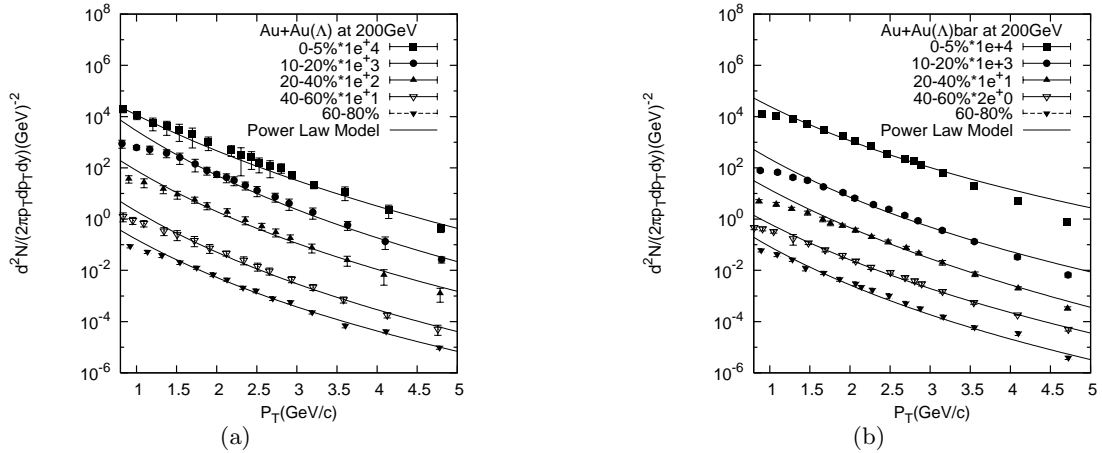 Au+Au(Λ) at 200GeV
0-5%*1e+4
10-20%*1e+3
20-40%*1e+2
40-60%*1e+1
60-80%
Power Law Model
10^8
10^6
10^4
10^2
10^0
10^-2
10^-4
10^-6
d^2N/(2πp_Tdp_Tdy)(GeV)^-2
1 1.5 2 2.5 3 3.5 4 4.5 5
P_T(GeV/c)
(a)
Au+Au(Λ)bar at 200GeV
0-5%*1e+4
10-20%*1e+3
20-40%*1e+1
40-60%*2e+0
60-80%
Power Law Model
10^8
10^6
10^4
10^2
10^0
10^-2
10^-4
10^-6
d^2N/(2πp_Tdp_Tdy)(GeV)^-2
1 1.5 2 2.5 3 3.5 4 4.5 5
P_T(GeV/c)
(b)